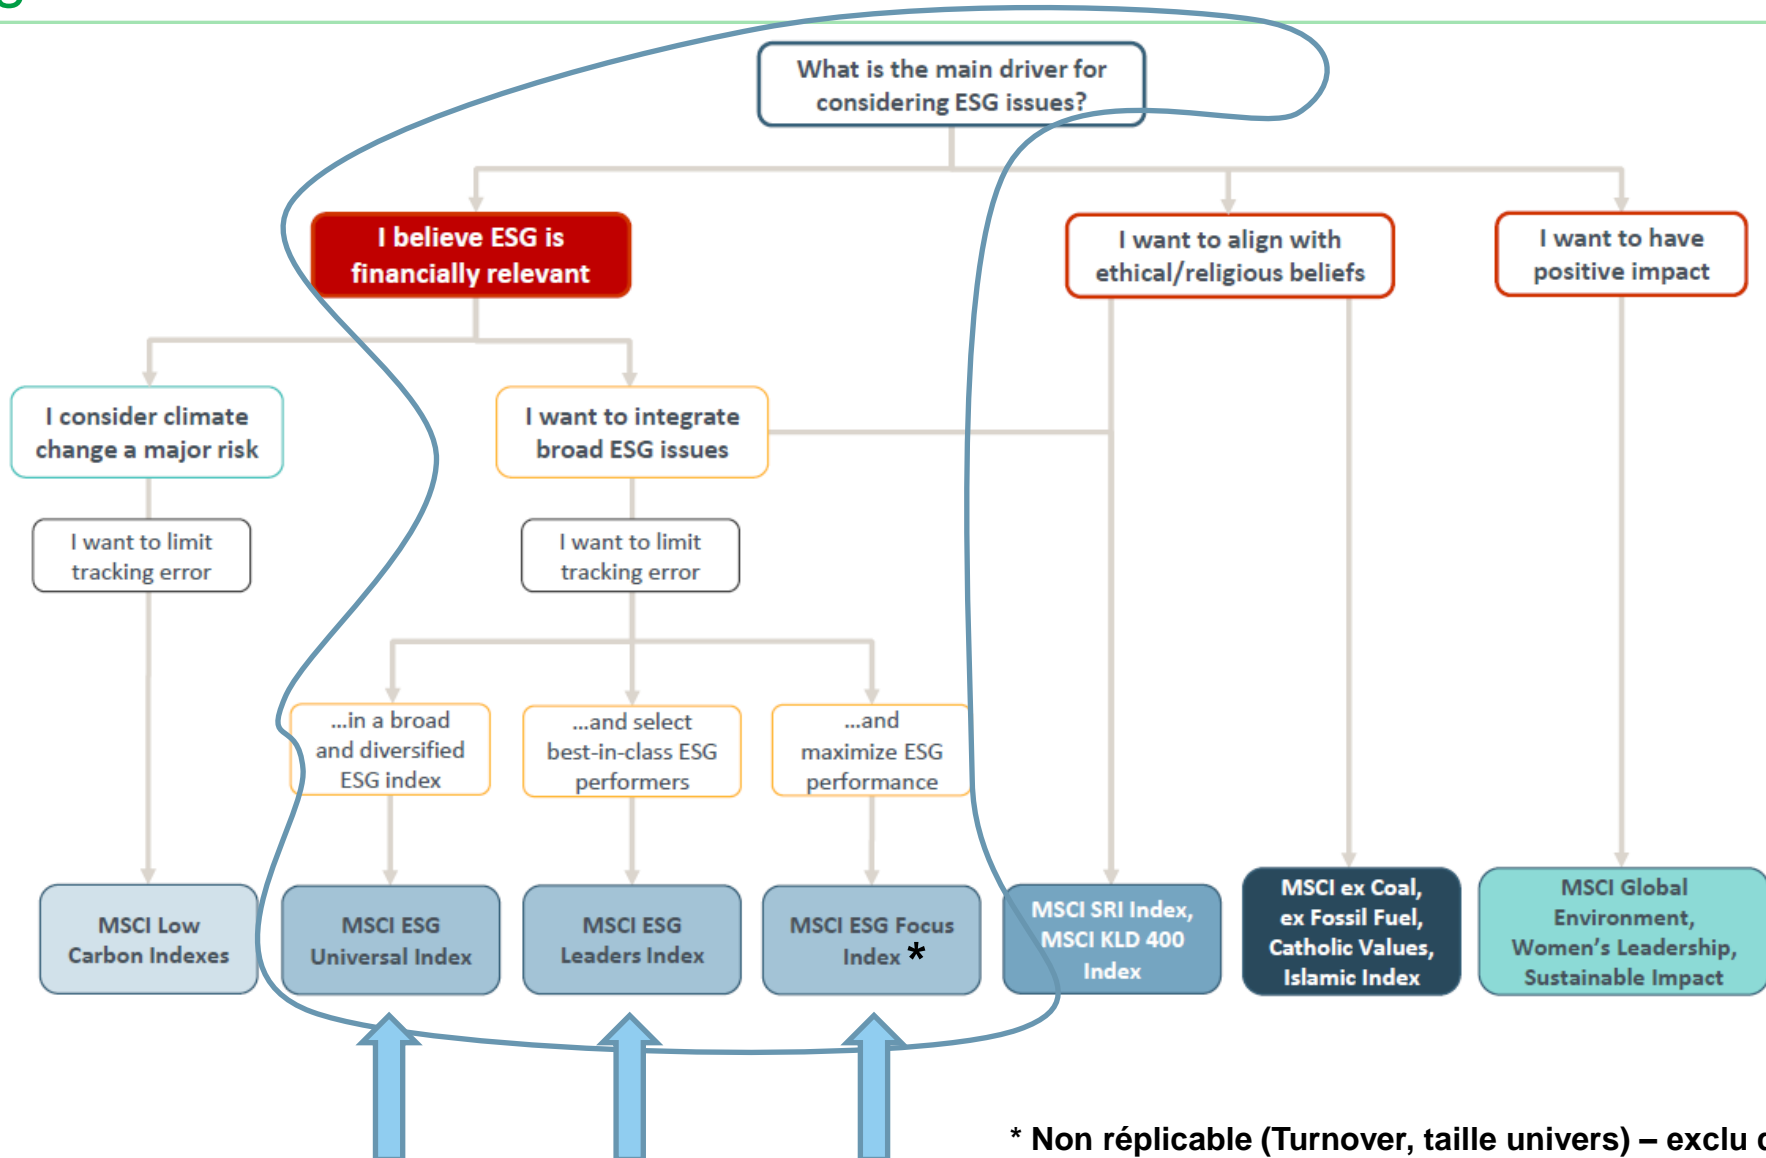 What is the main driver for
considering ESG issues?
I believe ESG is
financially relevant
I want to align with
ethical/religious beliefs
I want to have
positive impact
I consider climate
change a major risk
I want to integrate
broad ESG issues
I want to limit
tracking error
I want to limit
tracking error
...in a broad
and diversified
ESG index
...and select
best-in-class ESG
performers
...and
maximize ESG
performance
MSCI Low
Carbon Indexes
MSCI ESG
Universal Index
MSCI ESG
Leaders Index
MSCI ESG Focus
Index *
MSCI SRI Index,
MSCI KLD 400
Index
MSCI ex Coal,
ex Fossil Fuel,
Catholic Values,
Islamic Index
MSCI Global
Environment,
Women's Leadership,
Sustainable Impact
* Non réplicable (Turnover, taille univers) – exclu